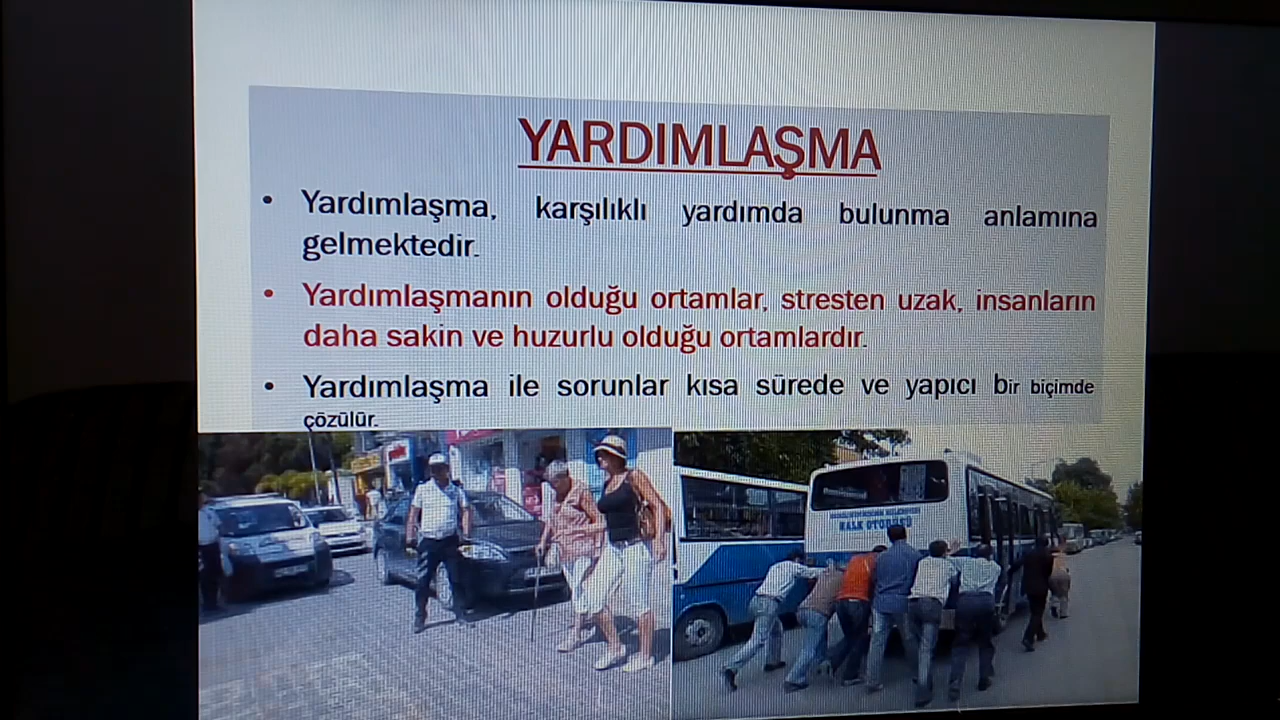 YARDIMLAŞMA
• Yardımlaşma, karşılıklı yardımda bulunma anlamına
gelmektedir.
• Yardımlaşmanın olduğu ortamlar, stresten uzak, insanların
daha sakin ve huzurlu olduğu ortamlardır.
• Yardımlaşma ile sorunlar kısa sürede ve yapıcı bir biçimde
çözülür.
HALK OTOBÜSÜ